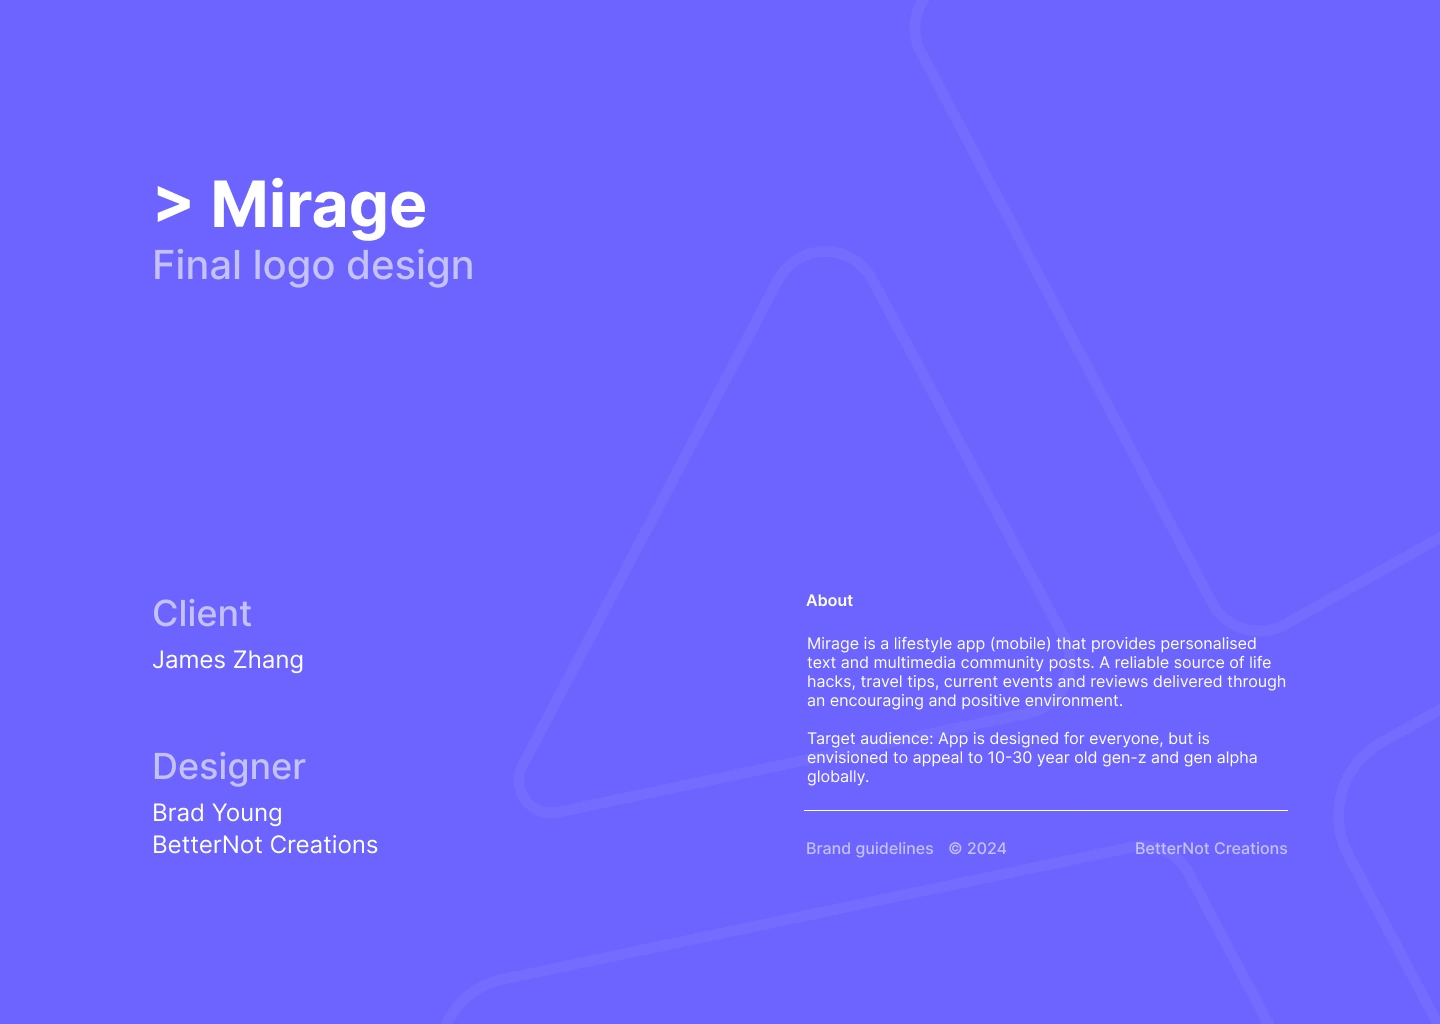 > Mirage
Final logo design
Client
James Zhang
Designer
Brad Young
BetterNot Creations
About
Mirage is a lifestyle app (mobile) that provides personalised
text and multimedia community posts. A reliable source of life
hacks, travel tips, current events and reviews delivered through
an encouraging and positive environment.
Target audience: App is designed for everyone, but is
envisioned to appeal to 10-30 year old gen-z and gen alpha
globally.
Brand guidelines © 2024
BetterNot Creations